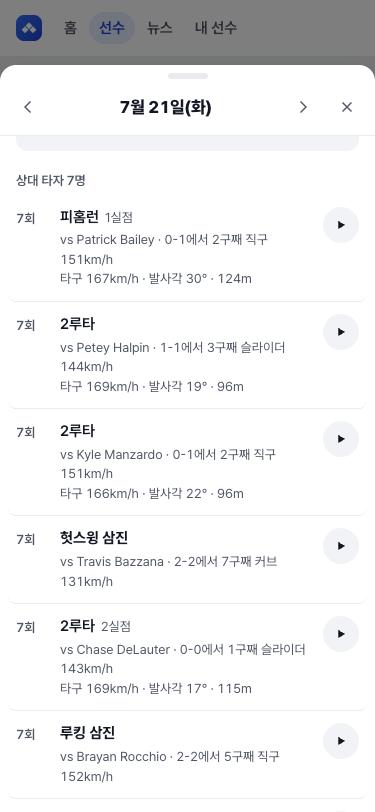 홈 선수 뉴스 내 선수
7월 21일(화)
상대 타자 7명
7회 피홈런 1실점
vs Patrick Bailey · 0-1에서 2구째 직구
151km/h
타구 167km/h · 발사각 30° · 124m
7회 2루타
vs Petey Halpin · 1-1에서 3구째 슬라이더
144km/h
타구 169km/h · 발사각 19° · 96m
7회 2루타
vs Kyle Manzardo · 0-1에서 2구째 직구
151km/h
타구 166km/h · 발사각 22° · 96m
7회 헛스윙 삼진
vs Travis Bazzana · 2-2에서 7구째 커브
131km/h
7회 2루타 2실점
vs Chase DeLauter · 0-0에서 1구째 슬라이더
143km/h
타구 169km/h · 발사각 17° · 115m
7회 루킹 삼진
vs Brayan Rocchio · 2-2에서 5구째 직구
152km/h